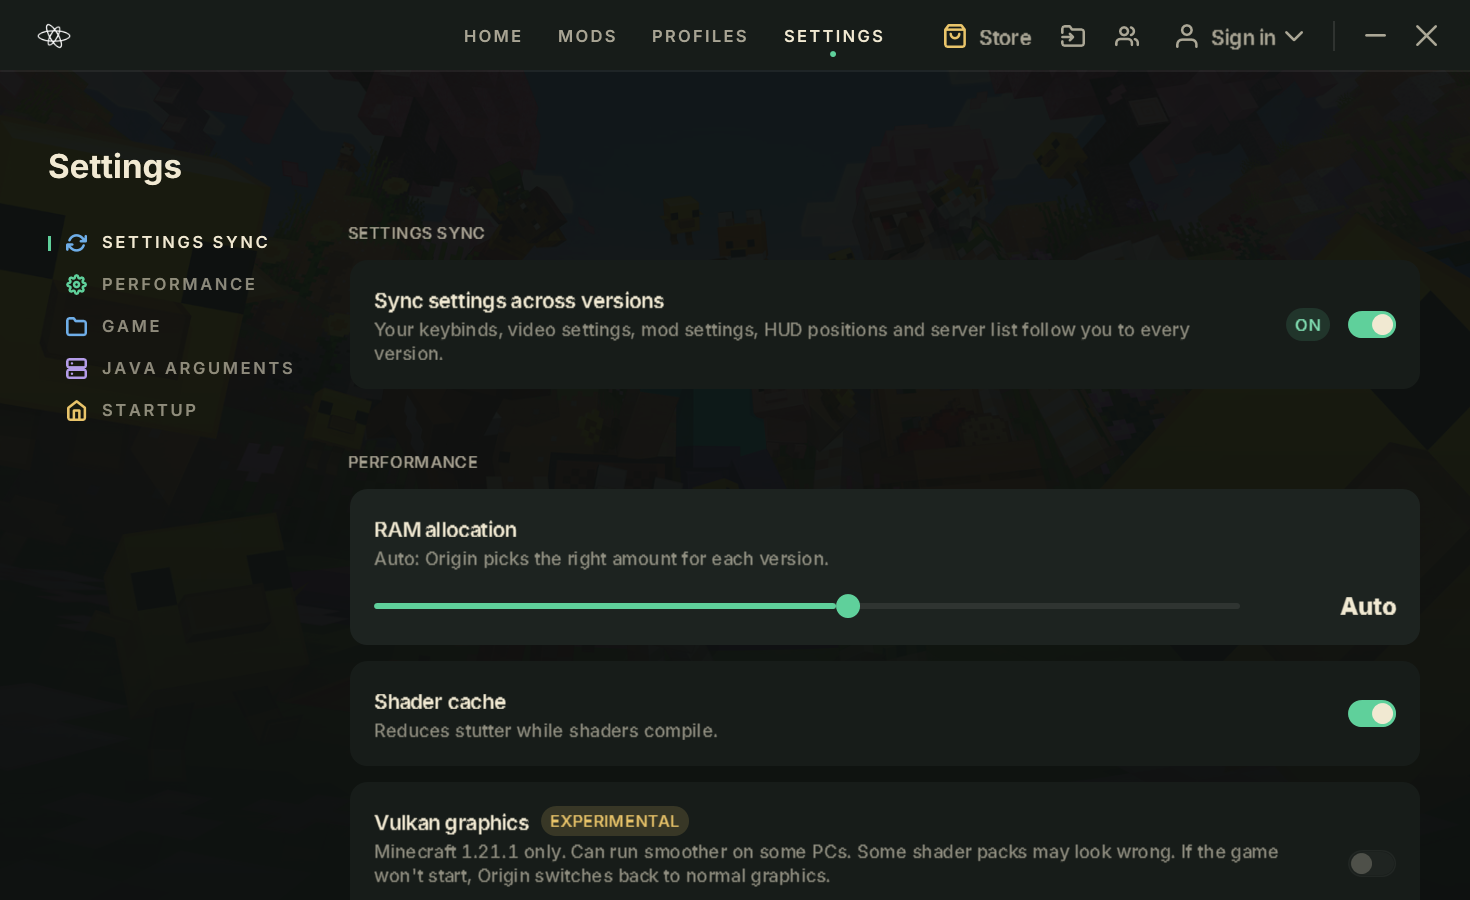 HOME MODS PROFILES SETTINGS Store Sign in
Settings
SETTINGS SYNC
PERFORMANCE
GAME
JAVA ARGUMENTS
STARTUP
SETTINGS SYNC
Sync settings across versions
Your keybinds, video settings, mod settings, HUD positions and server list follow you to every
version.
ON
PERFORMANCE
RAM allocation
Auto: Origin picks the right amount for each version.
Auto
Shader cache
Reduces stutter while shaders compile.
Vulkan graphics EXPERIMENTAL
Minecraft 1.21.1 only. Can run smoother on some PCs. Some shader packs may look wrong. If the game
won't start, Origin switches back to normal graphics.